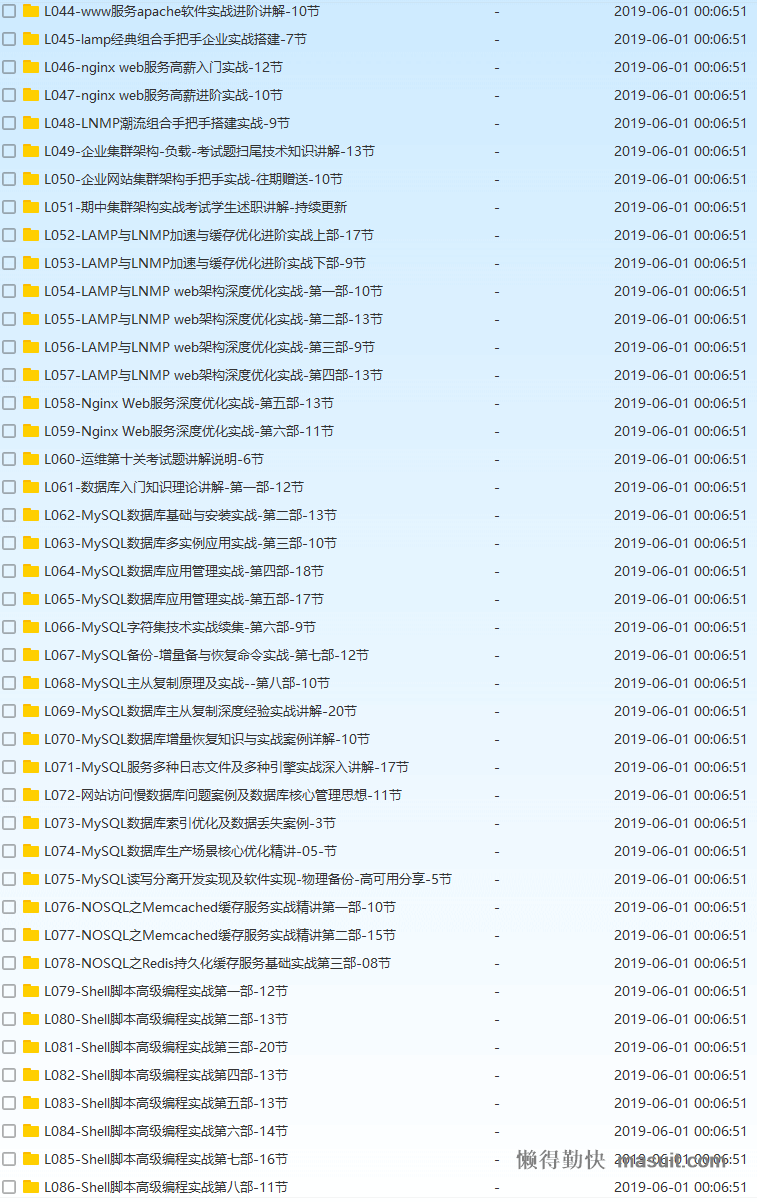 L044-www服务apache软件实战进阶讲解-10节 - 2019-06-01 00:06:51
L045-lamp经典组合手把手企业实战搭建-7节 - 2019-06-01 00:06:51
L046-nginx web服务高薪入门实战-12节 - 2019-06-01 00:06:51
L047-nginx web服务高薪进阶实战-10节 - 2019-06-01 00:06:51
L048-LNMP潮流组合手把手搭建实战-9节 - 2019-06-01 00:06:51
L049-企业集群架构-负载-考试题扫尾技术知识讲解-13节 - 2019-06-01 00:06:51
L050-企业网站集群架构手把手实战-往期赠送-10节 - 2019-06-01 00:06:51
L051-期中集群架构实战考试学生述职讲解-持续更新 - 2019-06-01 00:06:51
L052-LAMP与LNMP加速与缓存优化进阶实战上部-17节 - 2019-06-01 00:06:51
L053-LAMP与LNMP加速与缓存优化进阶实战下部-9节 - 2019-06-01 00:06:51
L054-LAMP与LNMP web架构深度优化实战-第一部-10节 - 2019-06-01 00:06:51
L055-LAMP与LNMP web架构深度优化实战-第二部-13节 - 2019-06-01 00:06:51
L056-LAMP与LNMP web架构深度优化实战-第三部-9节 - 2019-06-01 00:06:51
L057-LAMP与LNMP web架构深度优化实战-第四部-13节 - 2019-06-01 00:06:51
L058-Nginx Web服务深度优化实战-第五部-13节 - 2019-06-01 00:06:51
L059-Nginx Web服务深度优化实战-第六部-11节 - 2019-06-01 00:06:51
L060-运维第十关考试题讲解说明-6节 - 2019-06-01 00:06:51
L061-数据库入门知识理论讲解-第一部-12节 - 2019-06-01 00:06:51
L062-MySQL数据库基础与安装实战-第二部-13节 - 2019-06-01 00:06:51
L063-MySQL数据库多实例应用实战-第三部-10节 - 2019-06-01 00:06:51
L064-MySQL数据库应用管理实战-第四部-18节 - 2019-06-01 00:06:51
L065-MySQL数据库应用管理实战-第五部-17节 - 2019-06-01 00:06:51
L066-MySQL字符集技术实战续集-第六部-9节 - 2019-06-01 00:06:51
L067-MySQL备份-增量备与恢复命令实战-第七部-12节 - 2019-06-01 00:06:51
L068-MySQL主从复制原理及实战--第八部-10节 - 2019-06-01 00:06:51
L069-MySQL数据库主从复制深度经验实战讲解-20节 - 2019-06-01 00:06:51
L070-MySQL数据库增量恢复知识与实战案例详解-10节 - 2019-06-01 00:06:51
L071-MySQL服务多种日志文件及多种引擎实战深入讲解-17节 - 2019-06-01 00:06:51
L072-网站访问慢数据库问题案例及数据库核心管理思想-11节 - 2019-06-01 00:06:51
L073-MySQL数据库索引优化及数据丢失案例-3节 - 2019-06-01 00:06:51
L074-MySQL数据库生产场景核心优化精讲-05-节 - 2019-06-01 00:06:51
L075-MySQL读写分离开发实现及软件实现-物理备份-高可用分享-5节 - 2019-06-01 00:06:51
L076-NOSQL之Memcached缓存服务实战精讲第一部-10节 - 2019-06-01 00:06:51
L077-NOSQL之Memcached缓存服务实战精讲第二部-15节 - 2019-06-01 00:06:51
L078-NOSQL之Redis持久化缓存服务基础实战第三部-08节 - 2019-06-01 00:06:51
L079-Shell脚本高级编程实战第一部-12节 - 2019-06-01 00:06:51
L080-Shell脚本高级编程实战第二部-13节 - 2019-06-01 00:06:51
L081-Shell脚本高级编程实战第三部-20节 - 2019-06-01 00:06:51
L082-Shell脚本高级编程实战第四部-13节 - 2019-06-01 00:06:51
L083-Shell脚本高级编程实战第五部-13节 - 2019-06-01 00:06:51
L084-Shell脚本高级编程实战第六部-14节 - 2019-06-01 00:06:51
L085-Shell脚本高级编程实战第七部-16节 - 2019-06-01 00:06:51
懒得勤快 masuit.com
L086-Shell脚本高级编程实战第八部-11节 - 2019-06-01 00:06:51